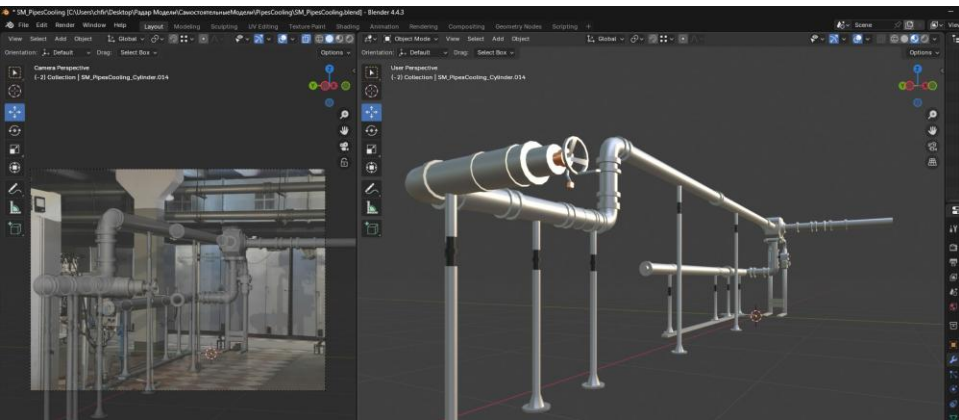 * SM_PipesCooling [C:\Users\chfir\Desktop\Радар Модели\СамостоятельныеМодели\PipesCooling\SM_PipesCooling.blend] - Blender 4.4.3
File Edit Render Window Help Layout Modeling Sculpting UV Editing Texture Paint Shading Animation Rendering Compositing Geometry Nodes Scripting + Scene View
View Select Add Object Global Object Mode View Select Add Object Global
Orientation: Default Drag: Select Box Options Orientation: Default Drag: Select Box Options
Camera Perspective
(-2) Collection | SM_PipesCooling_Cylinder.014
User Perspective
(-2) Collection | SM_PipesCooling_Cylinder.014